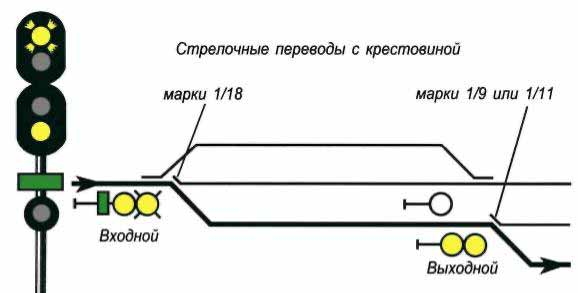 Стрелочные переводы с крестовиной
марки 1/18
марки 1/9 или 1/11
Входной
Выходной